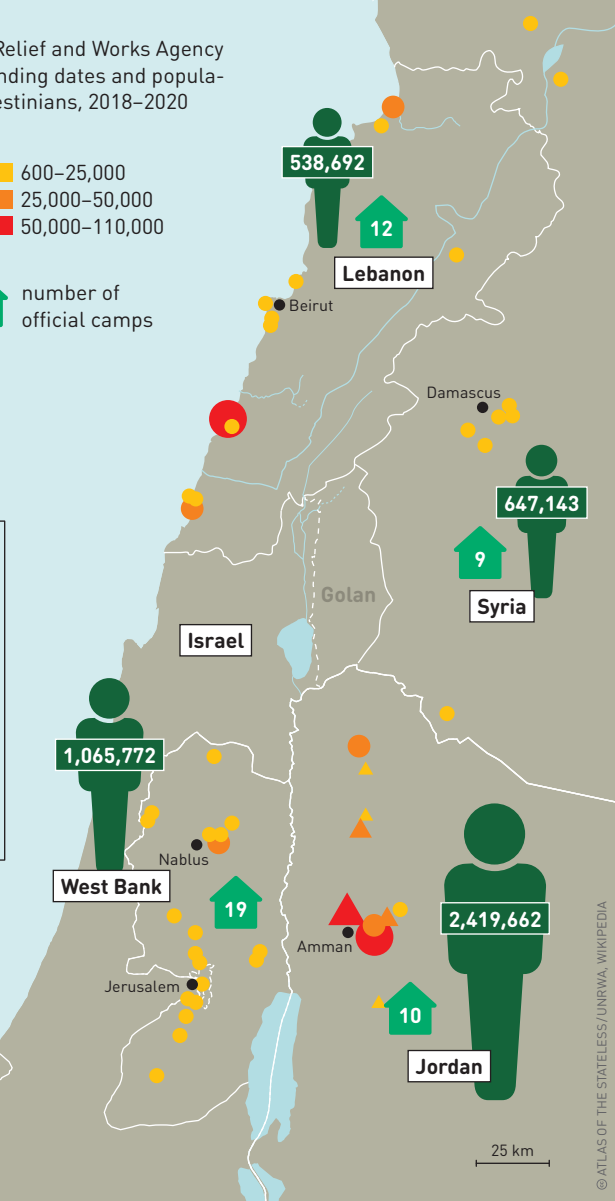 Relief and Works Agency
nding dates and popula-
estinians, 2018–2020
600–25,000
25,000–50,000
50,000–110,000
number of
official camps
538,692
12
Lebanon
Beirut
Damascus
647,143
9
Syria
Golan
Israel
1,065,772
Nablus
West Bank
19
2,419,662
Amman
Jerusalem
10
Jordan
25 km
© ATLAS OF THE STATELESS / UNRWA, WIKIPEDIA